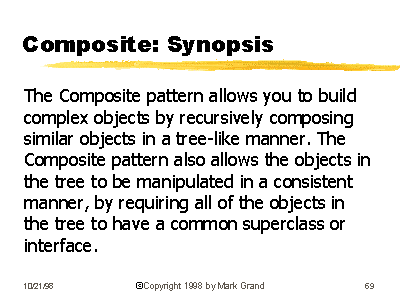 Composite: Synopsis
The Composite pattern allows you to build
complex objects by recursively composing
similar objects in a tree-like manner. The
Composite pattern also allows the objects in
the tree to be manipulated in a consistent
manner, by requiring all of the objects in
the tree to have a common superclass or
interface.
10/21/98 ©Copyright 1998 by Mark Grand 69